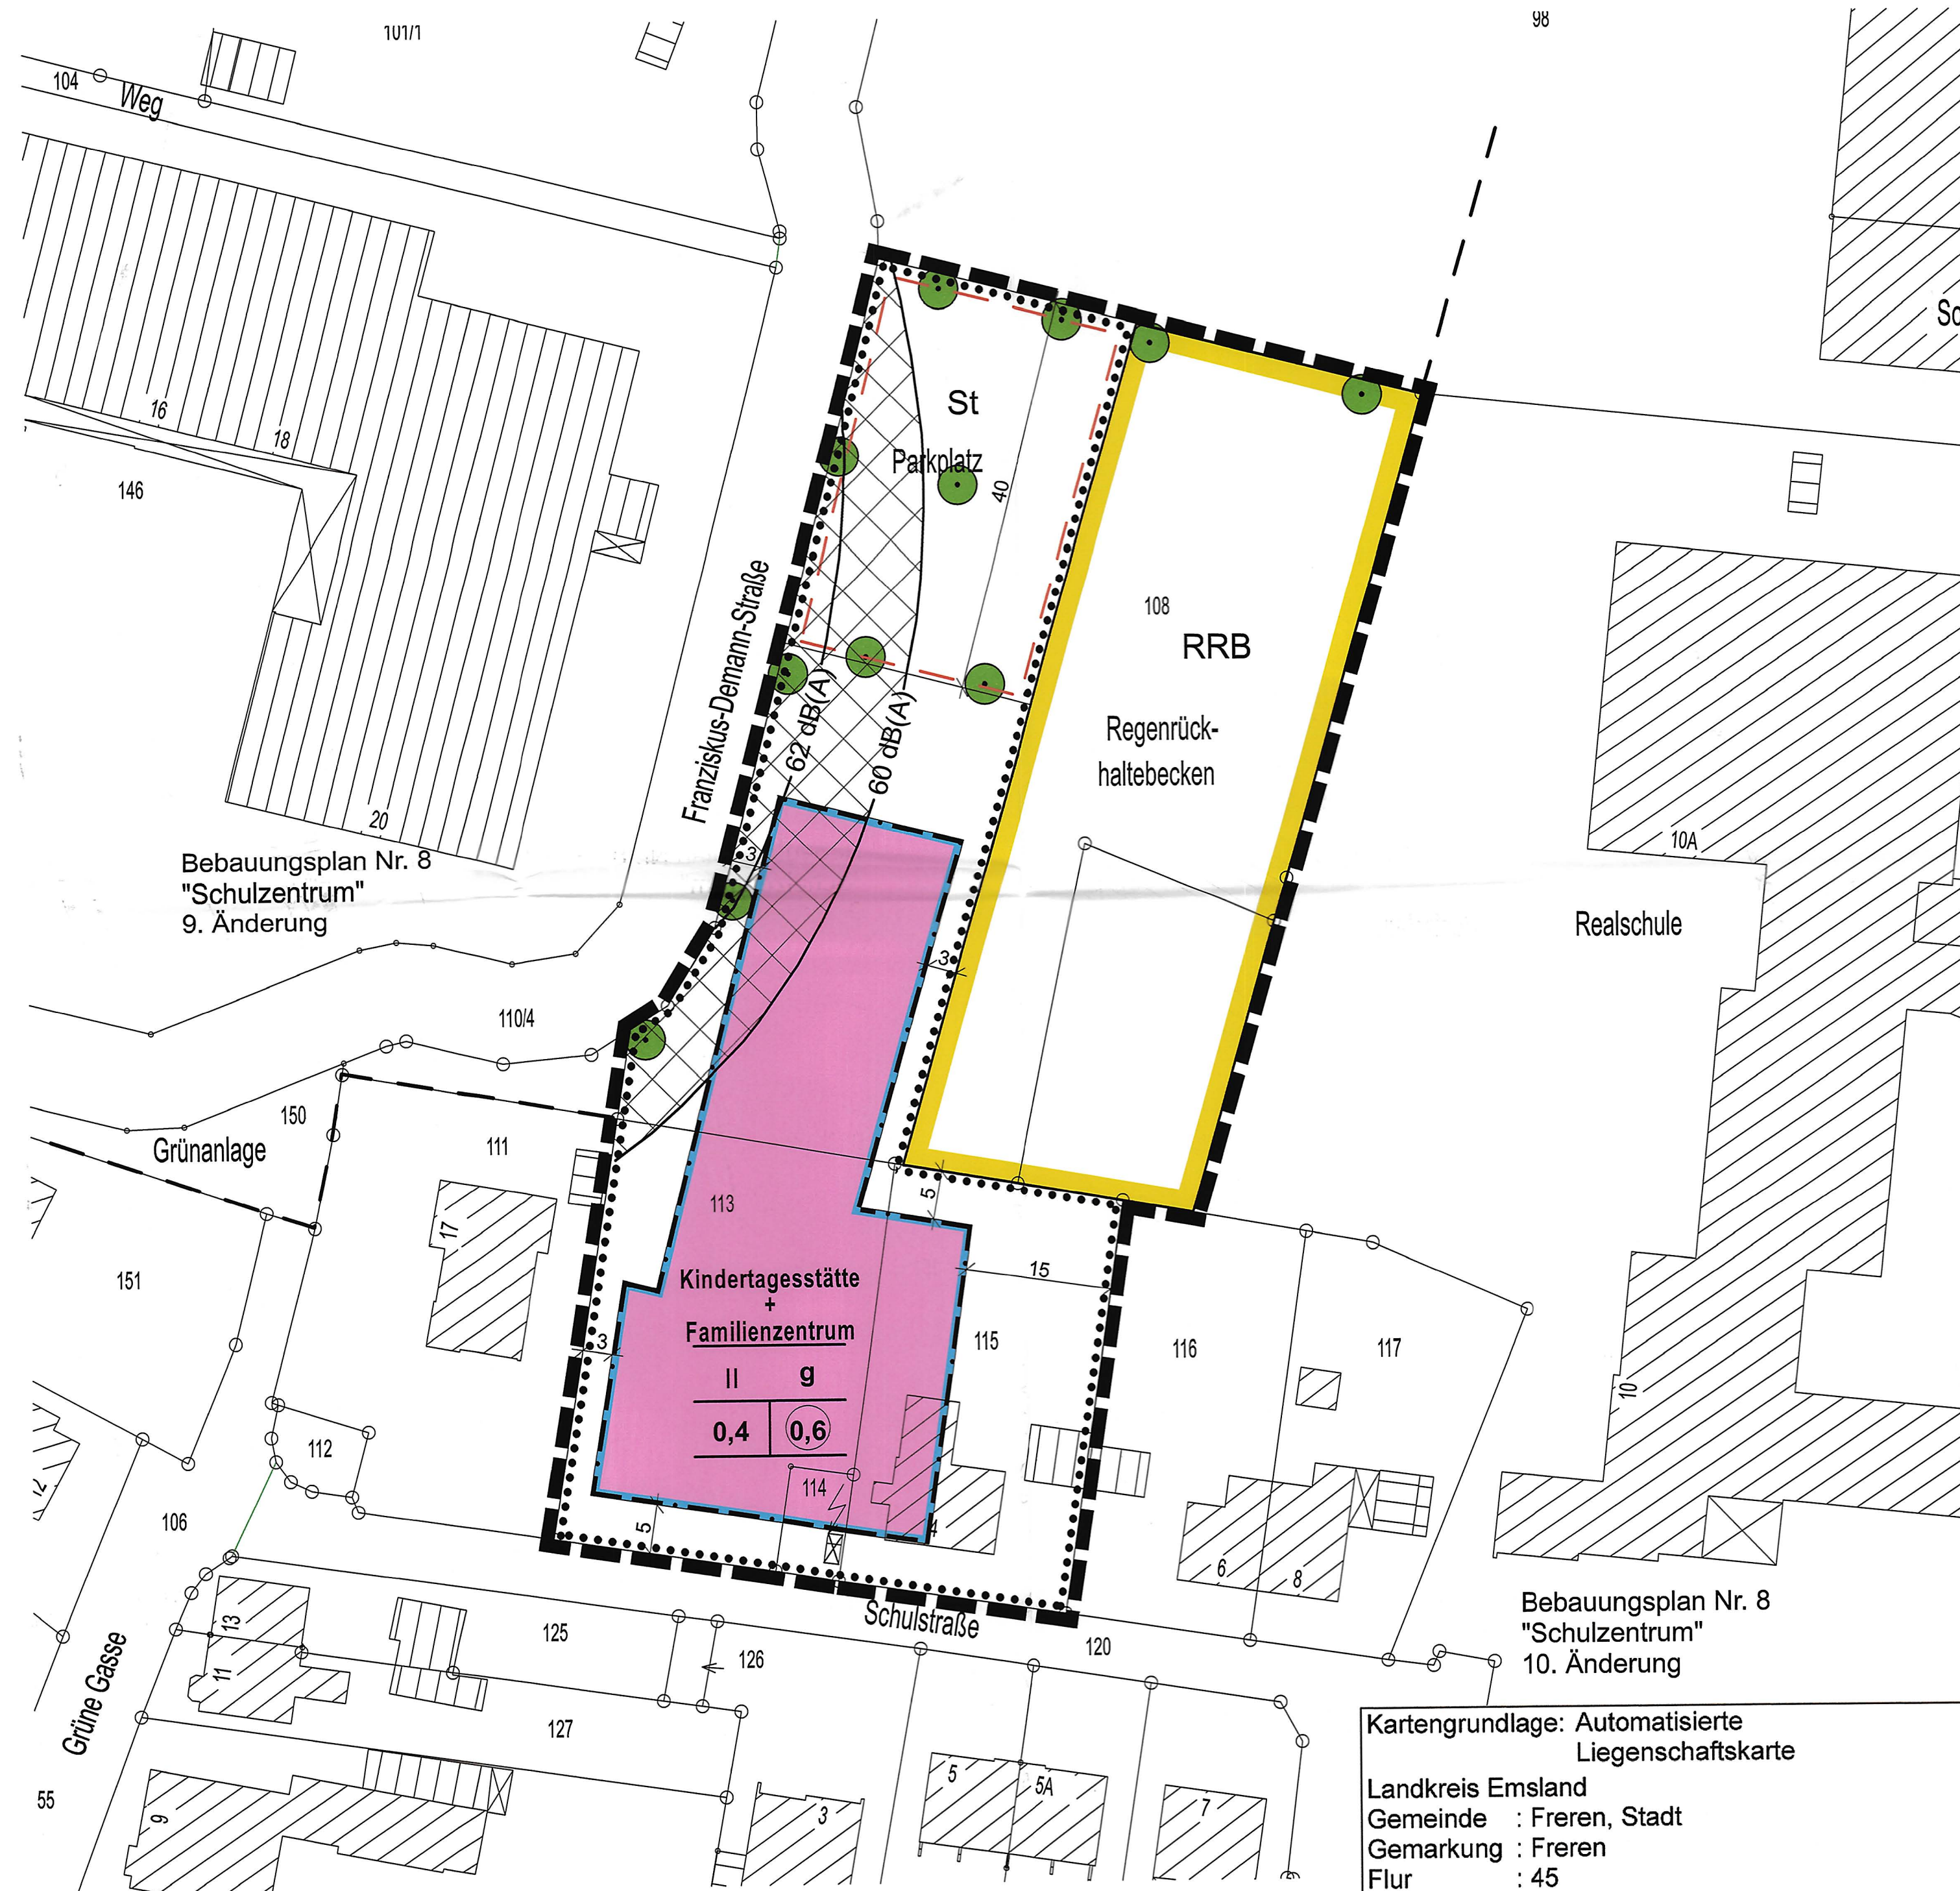 101/1
98
104
Weg
16
18
146
St
Parkplatz
40
108
RRB
Regenrück-
haltebecken
Franziskus-Demann-Straße
62 dB(A)
60 dB(A)
20
3
10A
Bebauungsplan Nr. 8
"Schulzentrum"
9. Änderung
Realschule
3
110/4
150
Grünanlage
111
113
5
17
151
Kindertagesstätte
+
Familienzentrum
15
3
115
116
117
II g
0,4 0,6
10
112
114
106
5
4
6
8
Schulstraße
13
11
125
126
120
Bebauungsplan Nr. 8
"Schulzentrum"
10. Änderung
Grüne Gasse
127
55
9
3
5
5A
7
Kartengrundlage: Automatisierte
Liegenschaftskarte
Landkreis Emsland
Gemeinde : Freren, Stadt
Gemarkung : Freren
Flur : 45